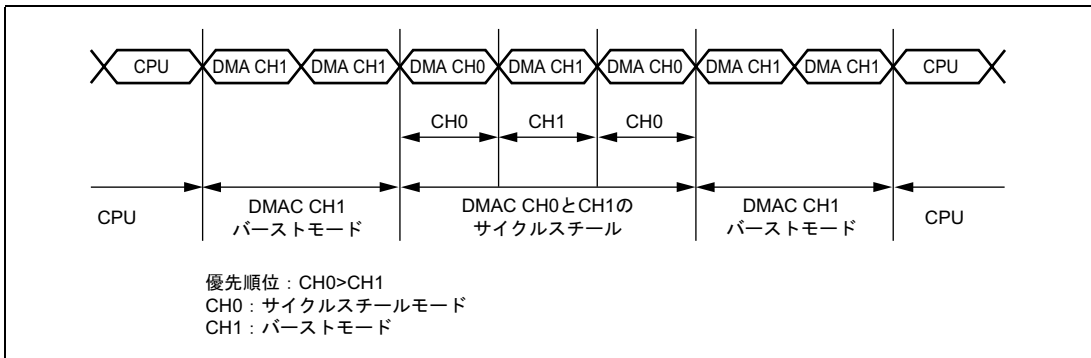 CPU DMA CH1 DMA CH1 DMA CH0 DMA CH1 DMA CH0 DMA CH1 DMA CH1 CPU
CH0 CH1 CH0
CPU
DMAC CH1
バーストモード
DMAC CH0とCH1の
サイクルスチール
DMAC CH1
バーストモード
CPU
優先順位：CH0>CH1
CH0：サイクルスチールモード
CH1：バーストモード